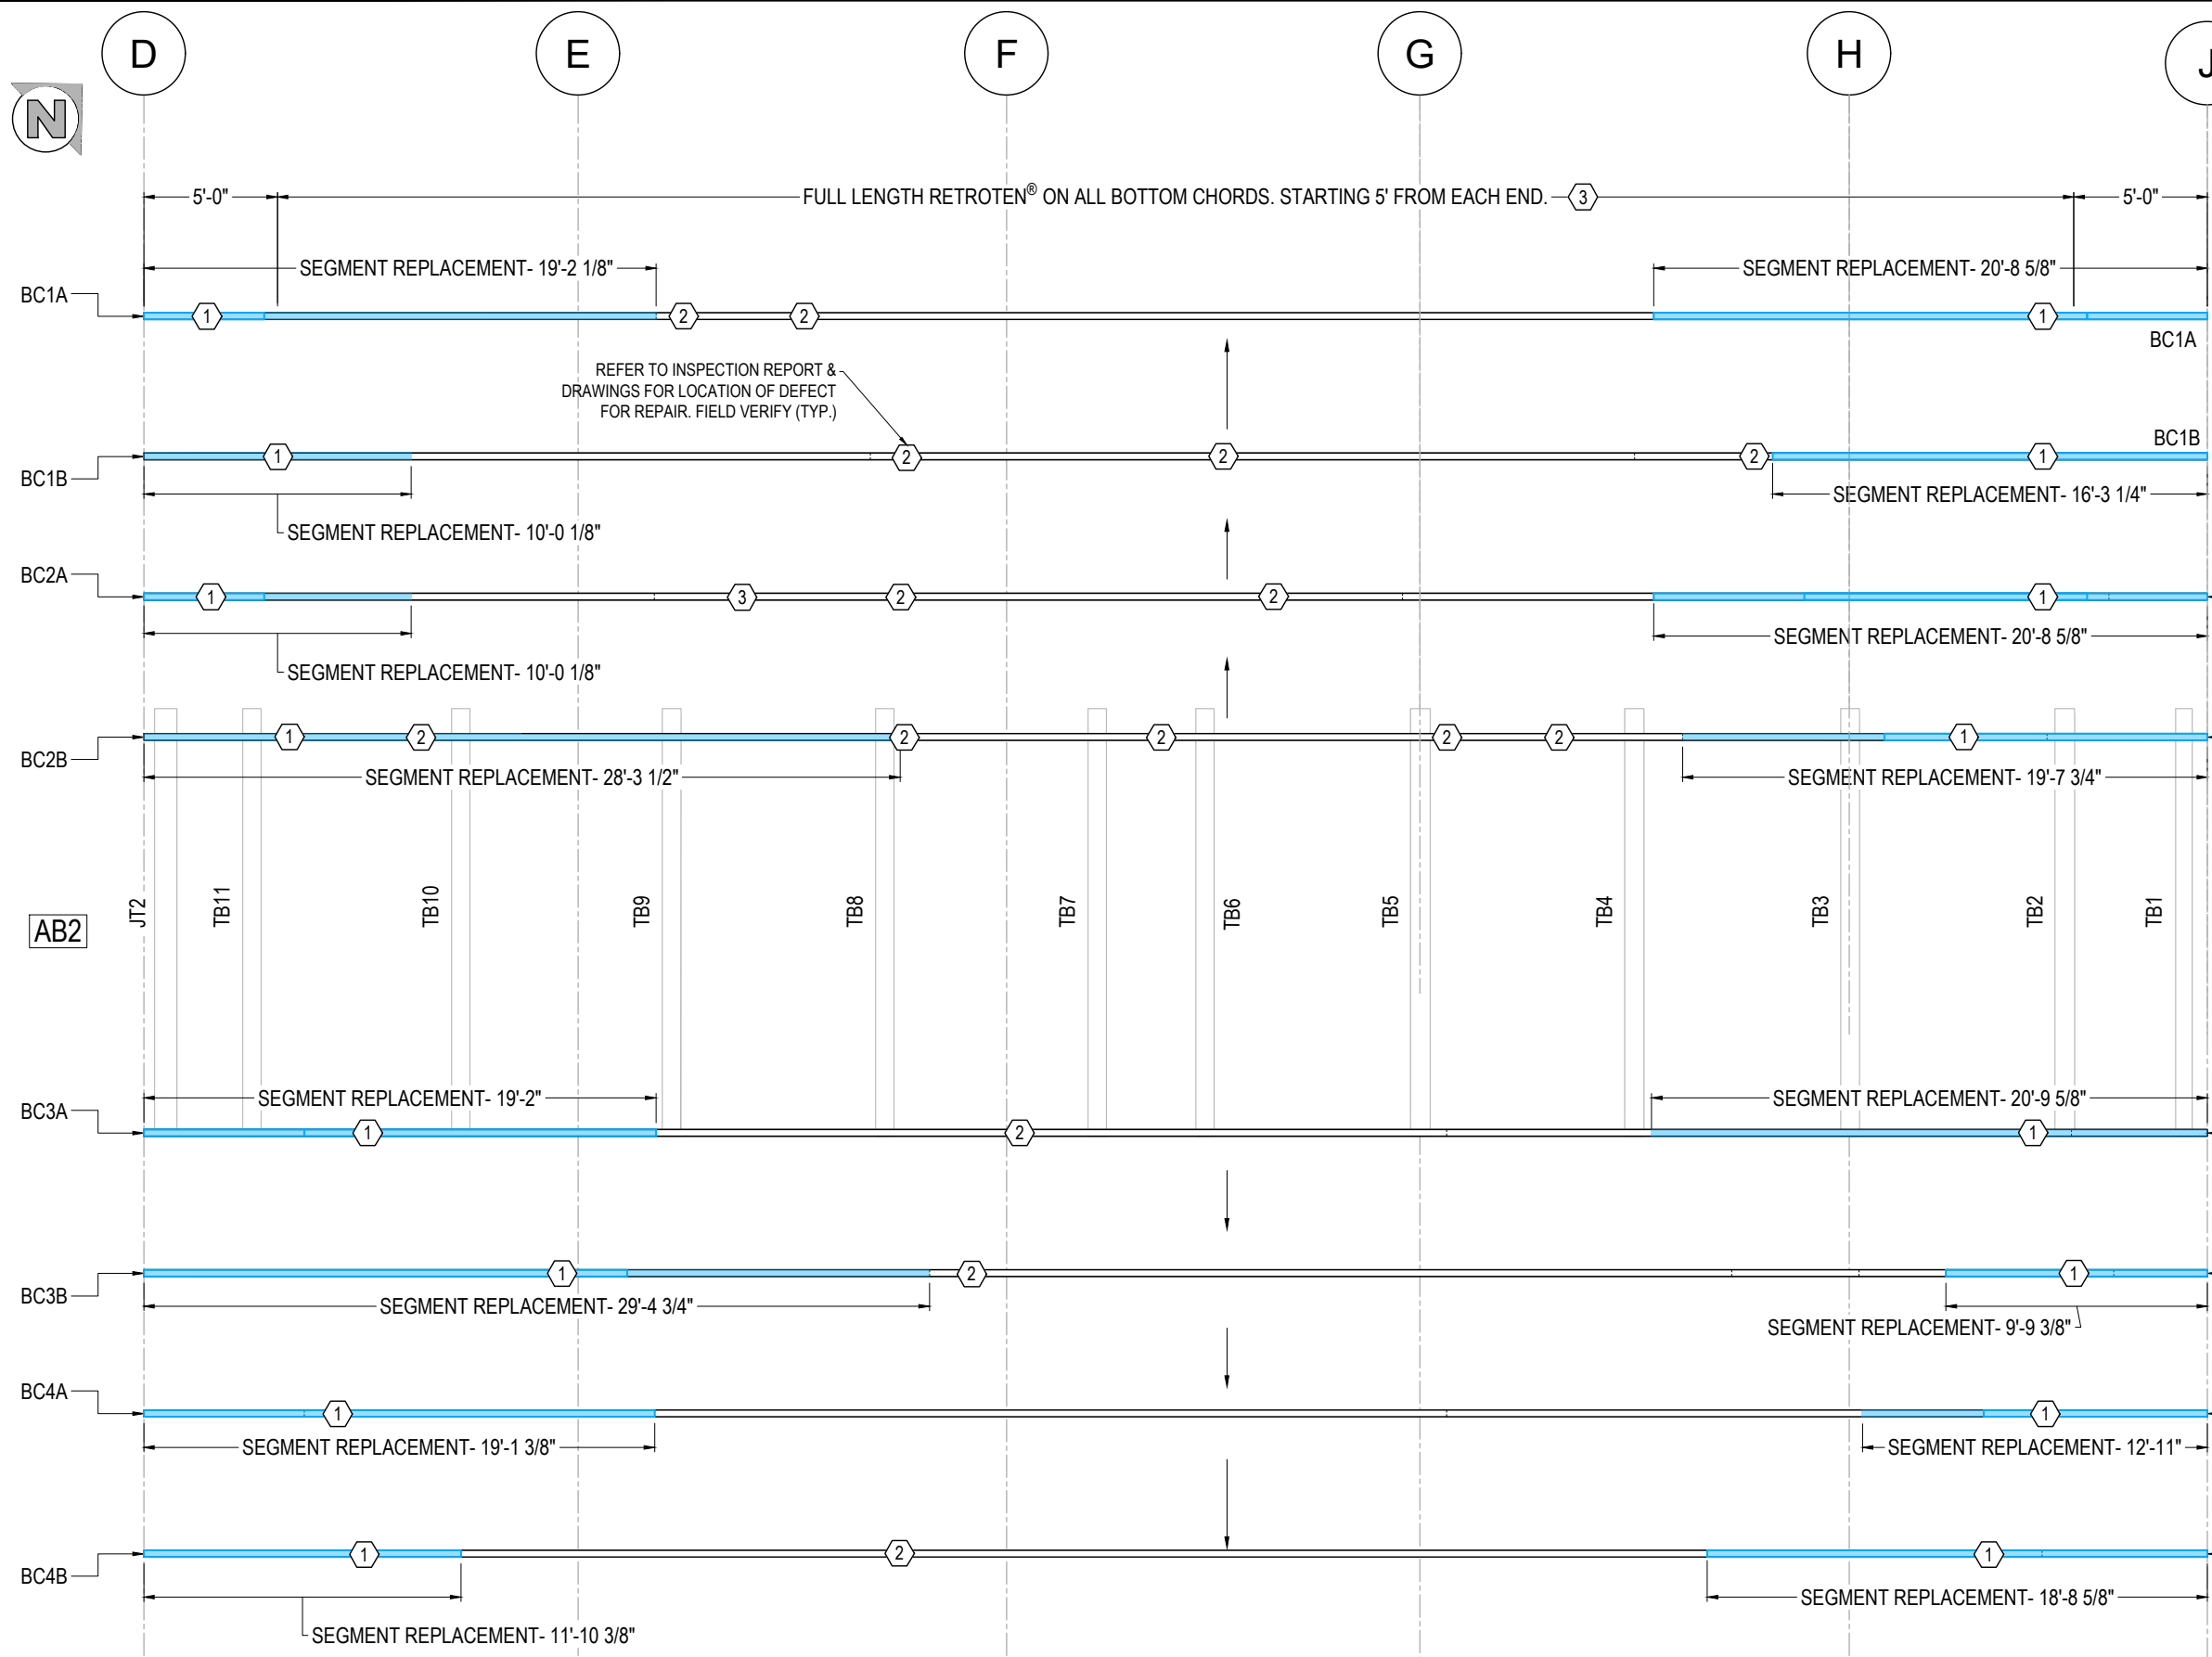 D
E
F
G
H
J
N
5'-0"
FULL LENGTH RETROTEN® ON ALL BOTTOM CHORDS. STARTING 5' FROM EACH END.
3
5'-0"
SEGMENT REPLACEMENT- 19'-2 1/8"
SEGMENT REPLACEMENT- 20'-8 5/8"
BC1A
1
2
2
1
BC1A
REFER TO INSPECTION REPORT &
DRAWINGS FOR LOCATION OF DEFECT
FOR REPAIR. FIELD VERIFY (TYP.)
BC1B
BC1B
1
2
2
2
1
SEGMENT REPLACEMENT- 16'-3 1/4"
SEGMENT REPLACEMENT- 10'-0 1/8"
BC2A
1
3
2
2
1
SEGMENT REPLACEMENT- 20'-8 5/8"
SEGMENT REPLACEMENT- 10'-0 1/8"
BC2B
1
2
2
2
2
2
1
SEGMENT REPLACEMENT- 28'-3 1/2"
SEGMENT REPLACEMENT- 19'-7 3/4"
AB2
JT2
TB11
TB10
TB9
TB8
TB7
TB6
TB5
TB4
TB3
TB2
TB1
SEGMENT REPLACEMENT- 19'-2"
SEGMENT REPLACEMENT- 20'-9 5/8"
BC3A
1
2
1
BC3B
1
2
1
SEGMENT REPLACEMENT- 29'-4 3/4"
SEGMENT REPLACEMENT- 9'-9 3/8"
BC4A
1
1
SEGMENT REPLACEMENT- 19'-1 3/8"
SEGMENT REPLACEMENT- 12'-11"
BC4B
1
2
1
SEGMENT REPLACEMENT- 18'-8 5/8"
SEGMENT REPLACEMENT- 11'-10 3/8"